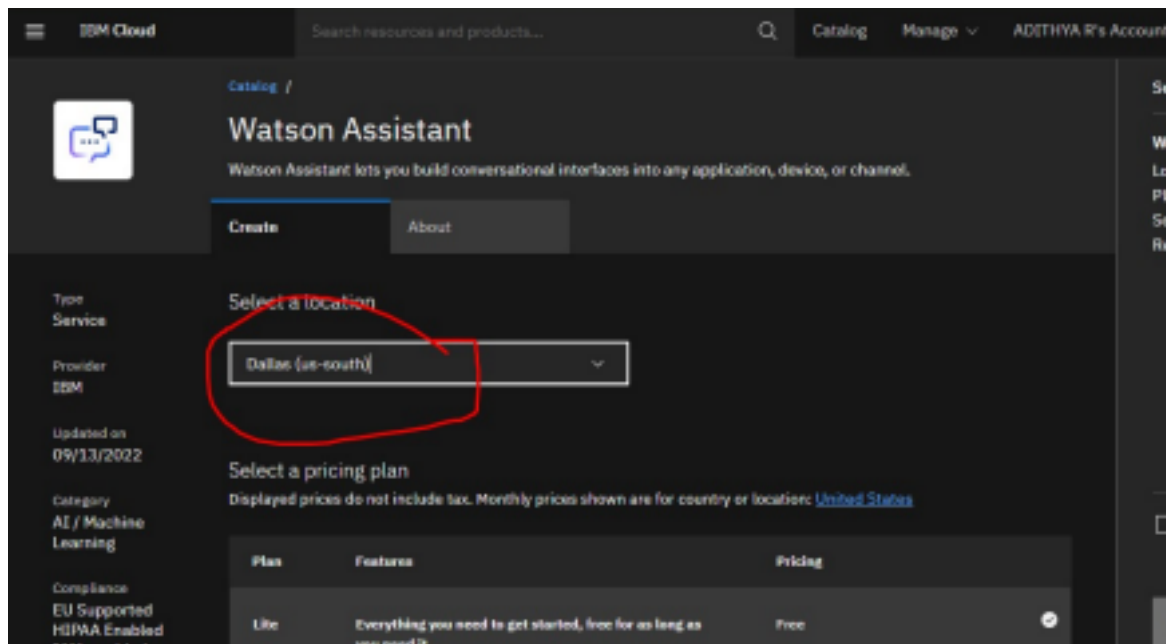 IBM Cloud
Search resources and products...
Catalog
Manage
ADITHYA R's Account
Catalog /
Watson Assistant
Watson Assistant lets you build conversational interfaces into any application, device, or channel.
Create
About
Type
Service
Provider
IBM
Updated on
09/13/2022
Category
AI / Machine
Learning
Compliance
EU Supported
HIPAA Enabled
Select a location
Dallas (us-south)
Select a pricing plan
Displayed prices do not include tax. Monthly prices shown are for country or location: United States
Plan
Features
Pricing
Lite
Everything you need to get started, free for as long as
you need it
Free